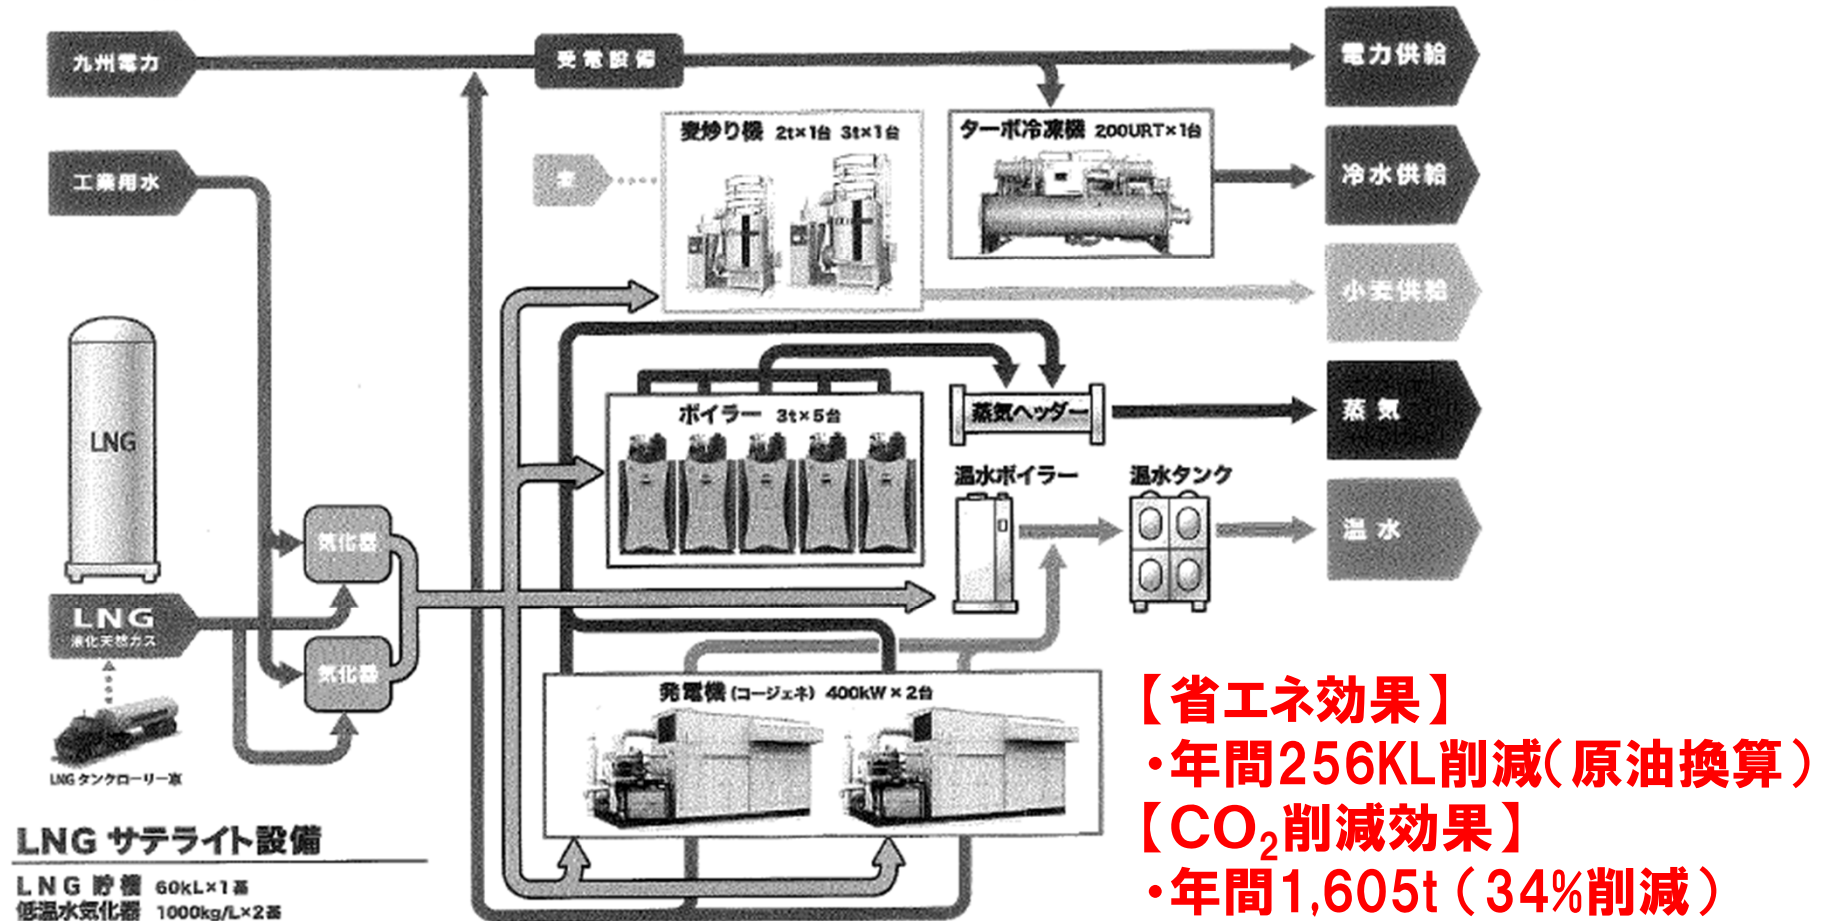 九州電力
受電設備
電力供給
工業用水
麦炒り機 2t×1台 3t×1台
ターボ冷凍機 200URT×1台
麦
冷水供給
小麦供給
LNG
ボイラー 3t×5台
蒸気ヘッダー
蒸気
温水ボイラー
温水タンク
温水
気化器
LNG
液化天然ガス
気化器
LNGタンクローリー車
発電機(コージェネ) 400kW×2台
【省エネ効果】
・年間256KL削減(原油換算)
【CO₂削減効果】
・年間1,605t(34%削減)
LNGサテライト設備
LNG貯槽 60kL×1基
低温水気化器 1000kg/L×2基